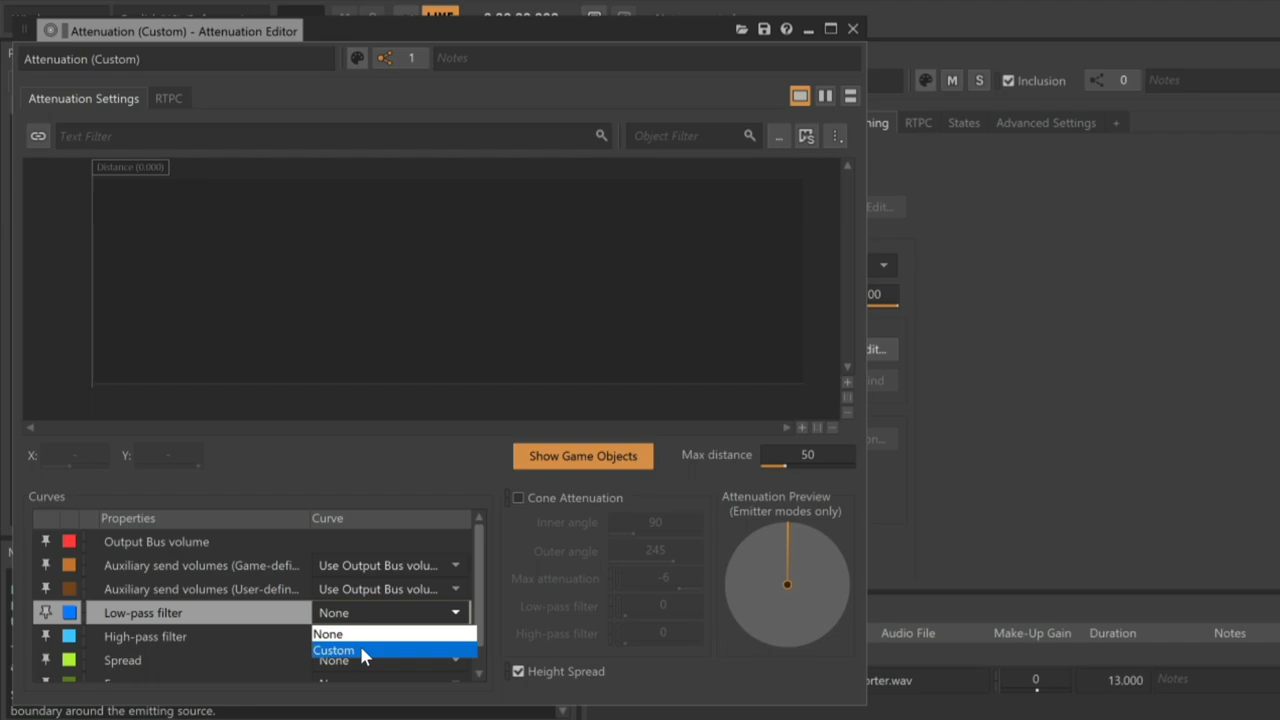 LIVE
Attenuation (Custom) - Attenuation Editor
Attenuation (Custom)
1
Notes
M
S
Inclusion
0
Notes
Attenuation Settings
RTPC
RTPC
States
Advanced Settings
+
Text Filter
Object Filter
...
Distance (0.000)
Edit...
00
X:
-
Y:
-
Show Game Objects
Max distance
50
Curves
Properties
Curve
Output Bus volume
Auxiliary send volumes (Game-defi...
Use Output Bus volu...
Auxiliary send volumes (User-defin...
Use Output Bus volu...
Low-pass filter
None
None
Custom
High-pass filter
Spread
None
Cone Attenuation
Inner angle
90
Outer angle
245
Max attenuation
-6
Low-pass filter
0
High-pass filter
0
Height Spread
Attenuation Preview
(Emitter modes only)
Audio File
Make-Up Gain
Duration
Notes
orter.wav
0
13.000
Notes
boundary around the emitting source.